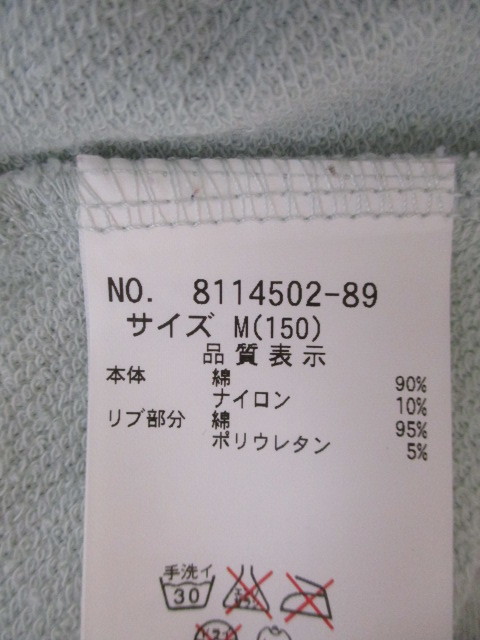 NO. 8114502-89
サイズ M(150)
品質表示
本体 綿 90%
ナイロン 10%
リブ部分 綿 95%
ポリウレタン 5%
手洗イ
30